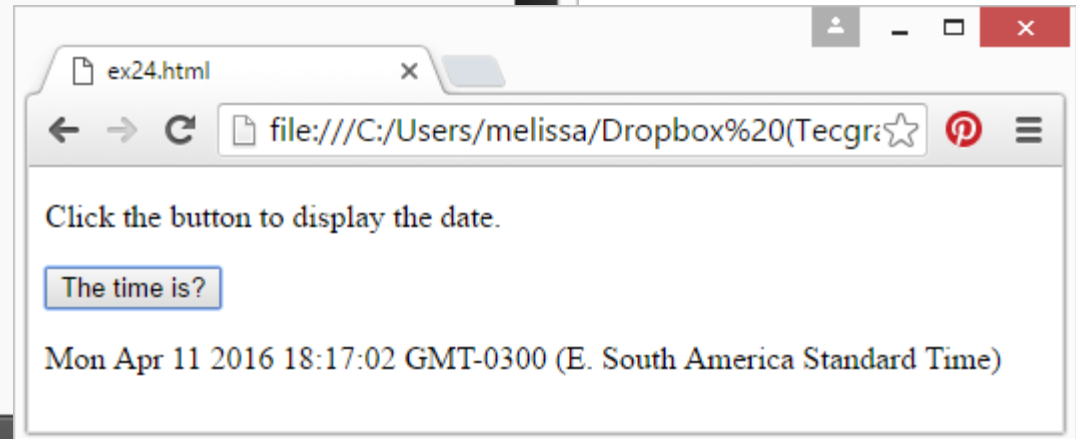 ex24.html
file:///C:/Users/melissa/Dropbox%20(Tecgra
Click the button to display the date.
The time is?
Mon Apr 11 2016 18:17:02 GMT-0300 (E. South America Standard Time)